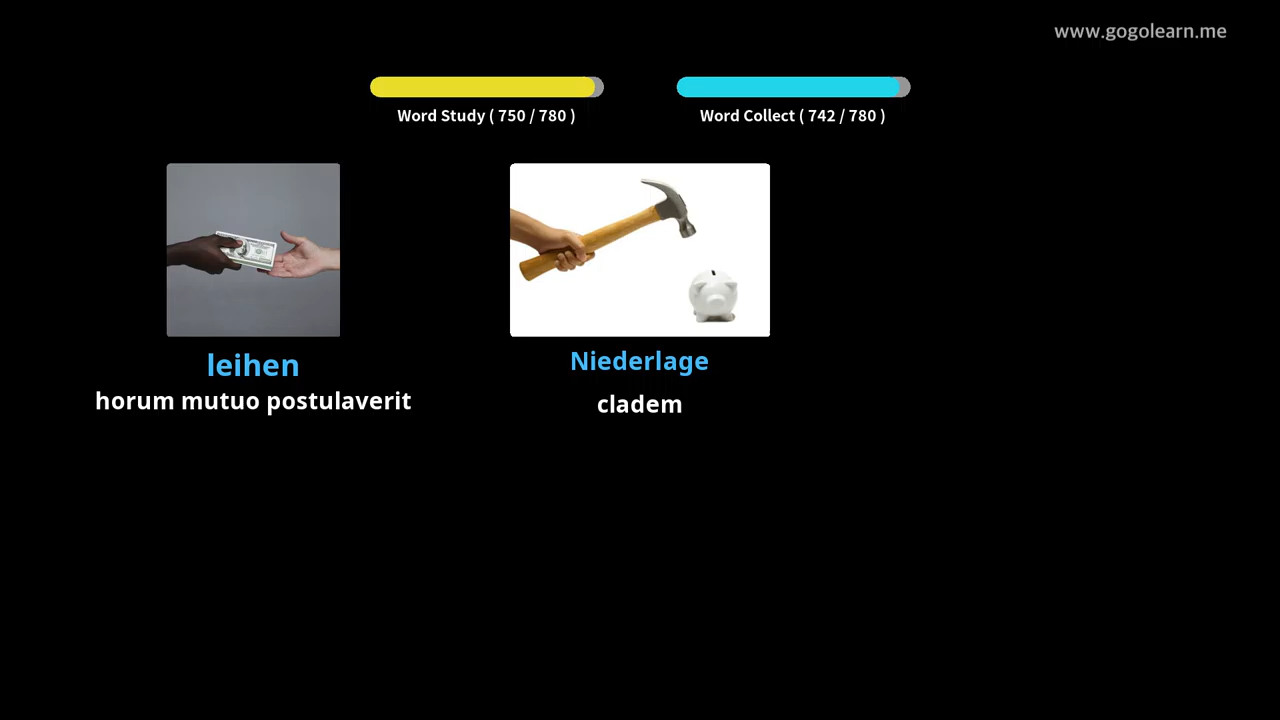 www.gogolearn.me
Word Study ( 750 / 780 )
Word Collect ( 742 / 780 )
leihen
horum mutuo postulaverit
Niederlage
cladem